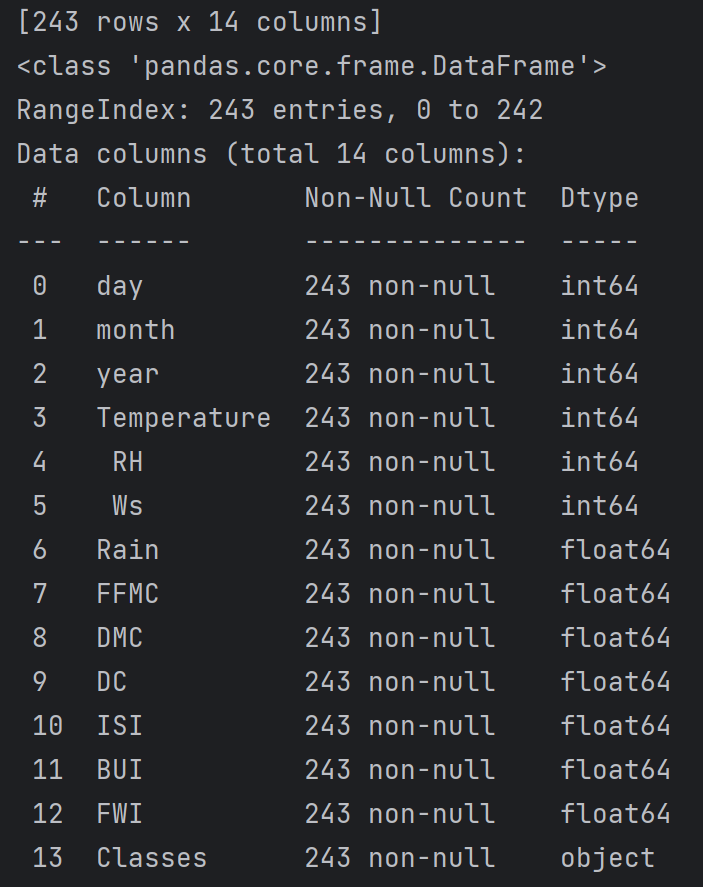 [243 rows x 14 columns]
<class 'pandas.core.frame.DataFrame'>
RangeIndex: 243 entries, 0 to 242
Data columns (total 14 columns):
 #   Column       Non-Null Count  Dtype
---  ------       --------------  -----
 0   day          243 non-null    int64
 1   month        243 non-null    int64
 2   year         243 non-null    int64
 3   Temperature  243 non-null    int64
 4    RH          243 non-null    int64
 5    Ws          243 non-null    int64
 6   Rain         243 non-null    float64
 7   FFMC         243 non-null    float64
 8   DMC          243 non-null    float64
 9   DC           243 non-null    float64
 10  ISI          243 non-null    float64
 11  BUI          243 non-null    float64
 12  FWI          243 non-null    float64
 13  Classes      243 non-null    object